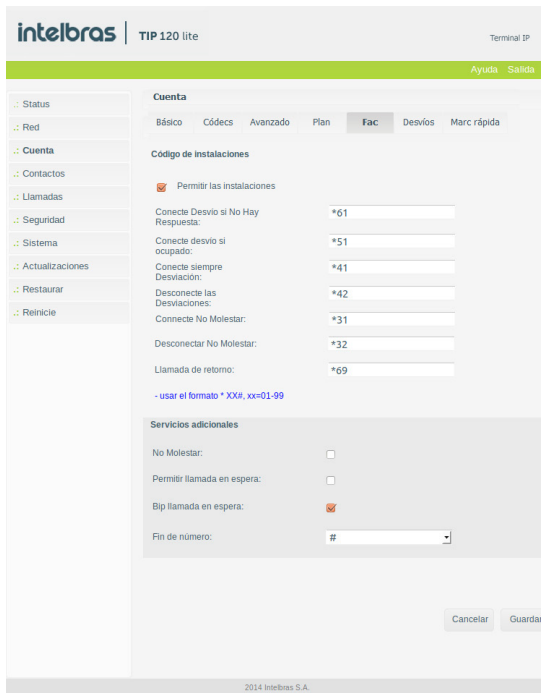 intelbras TIP 120 lite
Terminal IP
Ayuda Salida
.: Status
.: Red
.: Cuenta
.: Contactos
.: Llamadas
.: Seguridad
.: Sistema
.: Actualizaciones
.: Restaurar
.: Reinicie
Cuenta
Básico Códecs Avanzado Plan Fac Desvíos Marc rápida
Código de instalaciones
Permitir las instalaciones
Conecte Desvio si No Hay
Respuesta: *61
Conecte desvío si
ocupado: *51
Conecte siempre
Desviación: *41
Desconecte las
Desviaciones: *42
Connecte No Molestar: *31
Desconectar No Molestar: *32
Llamada de retorno: *69
- usar el formato * XX#, xx=01-99
Servicios adicionales
No Molestar:
Permitir llamada en espera:
Bip llamada en espera:
Fin de número: #
Cancelar Guardar
2014 Intelbras S.A.